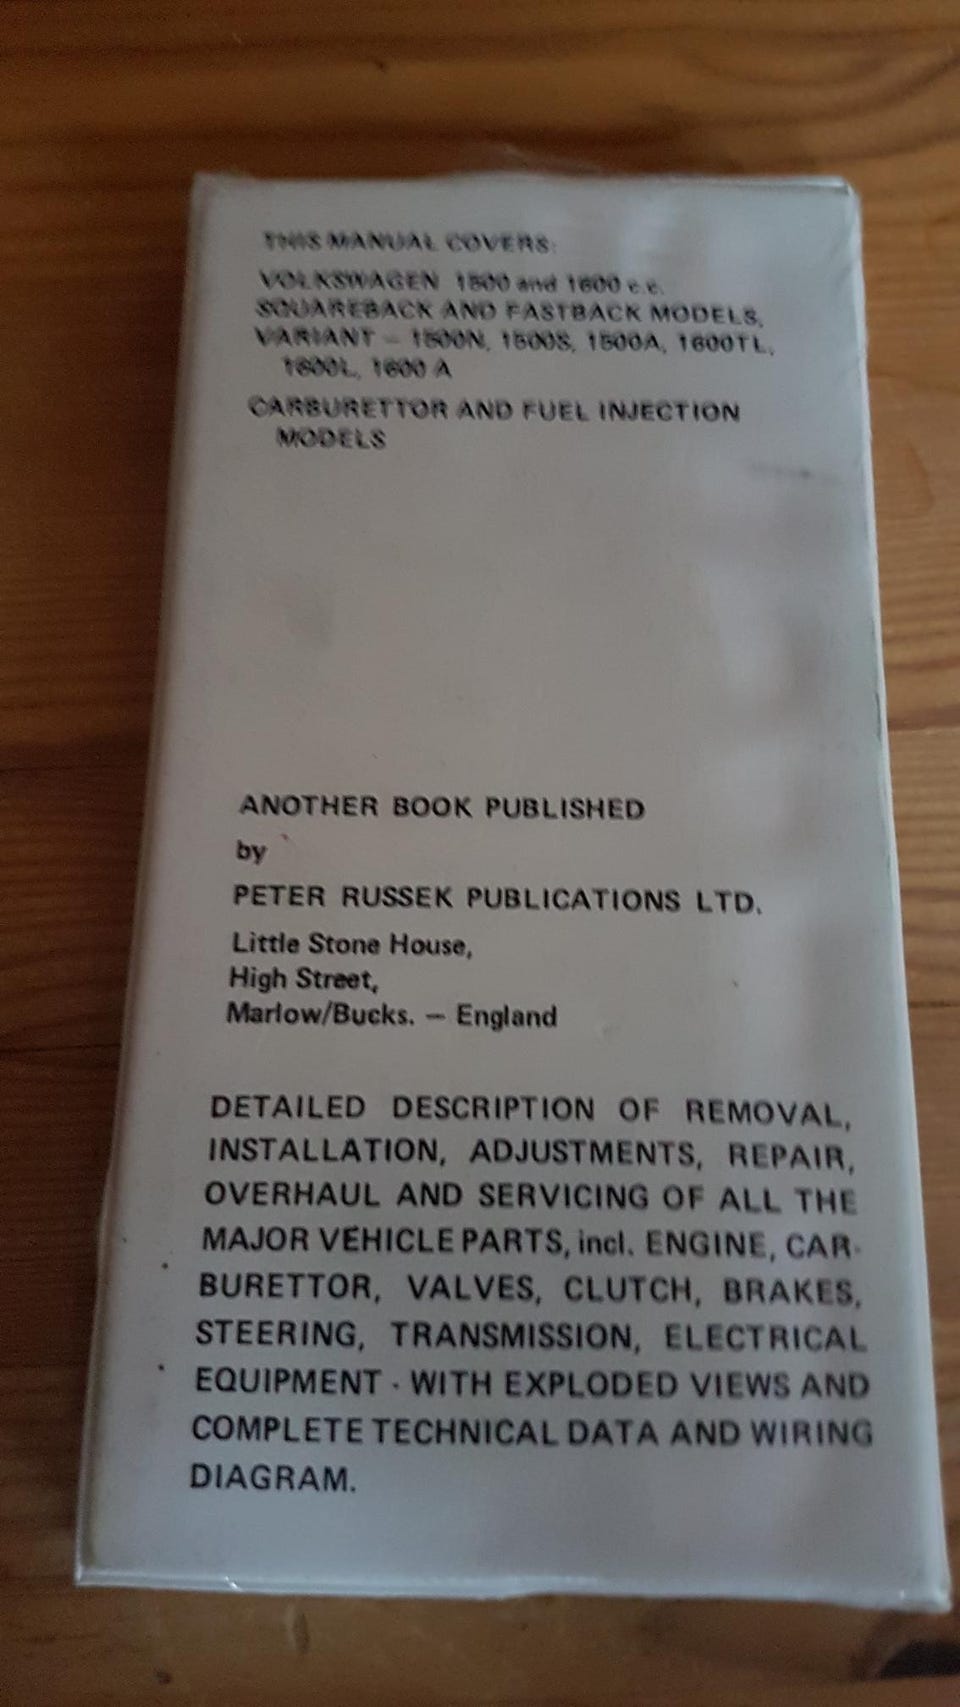 THIS MANUAL COVERS:
VOLKSWAGEN 1500 and 1600 c.c.
SQUAREBACK AND FASTBACK MODELS,
VARIANT – 1500N, 1500S, 1500A, 1600TL,
1600L, 1600 A
CARBURETTOR AND FUEL INJECTION
MODELS
ANOTHER BOOK PUBLISHED
by
PETER RUSSEK PUBLICATIONS LTD.
Little Stone House,
High Street,
Marlow/Bucks. – England
DETAILED DESCRIPTION OF REMOVAL,
INSTALLATION, ADJUSTMENTS, REPAIR,
OVERHAUL AND SERVICING OF ALL THE
MAJOR VEHICLE PARTS, incl. ENGINE, CAR-
BURETTOR, VALVES, CLUTCH, BRAKES,
STEERING, TRANSMISSION, ELECTRICAL
EQUIPMENT - WITH EXPLODED VIEWS AND
COMPLETE TECHNICAL DATA AND WIRING
DIAGRAM.